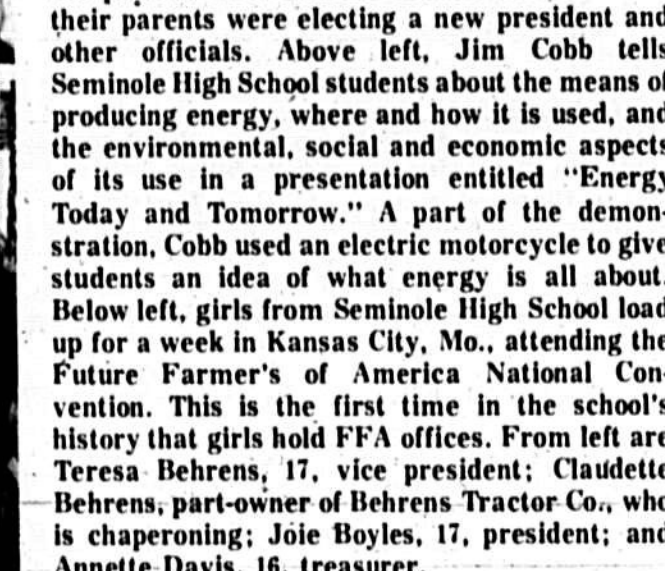 their parents were electing a new president and
other officials. Above left, Jim Cobb tells
Seminole High School students about the means of
producing energy, where and how it is used, and
the environmental, social and economic aspects
of its use in a presentation entitled "Energy
Today and Tomorrow." A part of the demon-
stration, Cobb used an electric motorcycle to give
students an idea of what energy is all about.
Below left, girls from Seminole High School load
up for a week in Kansas City, Mo., attending the
Future Farmer's of America National Con-
vention. This is the first time in the school's
history that girls hold FFA offices. From left are
Teresa Behrens, 17, vice president; Claudette
Behrens, part-owner of Behrens Tractor Co., who
is chaperoning; Joie Boyles, 17, president; and
Annette Davis, 16, treasurer.